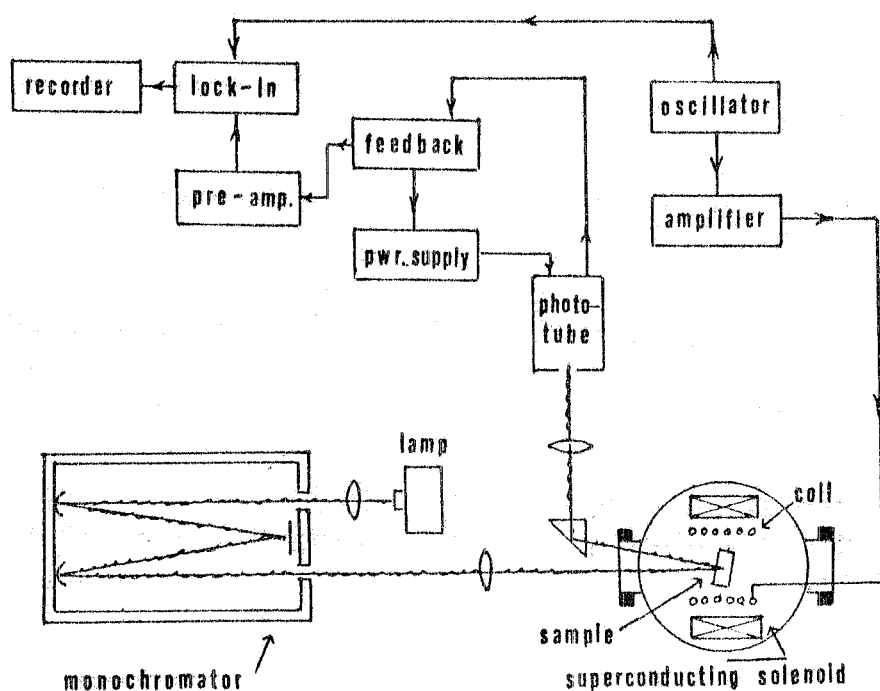 recorder
lock-in
oscillator
feedback
pre-amp.
amplifier
pwr. supply
photo-
tube
lamp
coil
sample
monochromator
superconducting solenoid